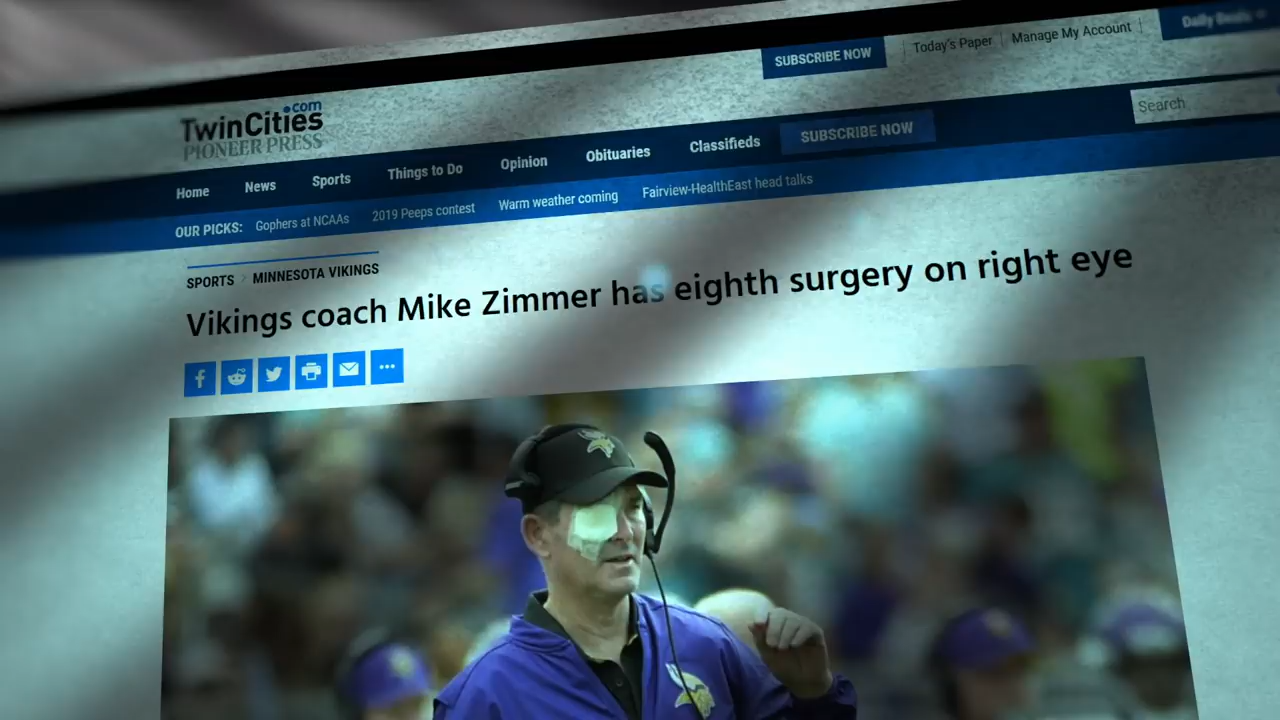 SUBSCRIBE NOW
Today's Paper
Manage My Account
Daily Deals
TwinCities.com
PIONEER PRESS
Search
Home
News
Sports
Things to Do
Opinion
Obituaries
Classifieds
SUBSCRIBE NOW
OUR PICKS:
Gophers at NCAAs
2019 Peeps contest
Warm weather coming
Fairview-HealthEast head talks
SPORTS > MINNESOTA VIKINGS
Vikings coach Mike Zimmer has eighth surgery on right eye